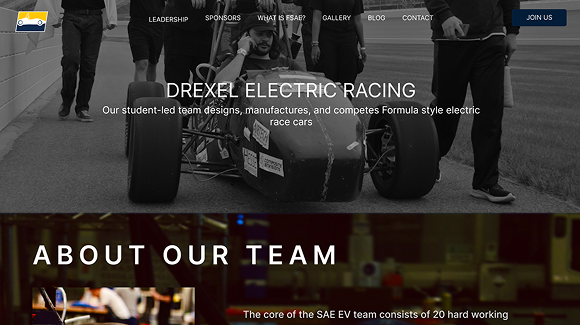 LEADERSHIP
SPONSORS
WHAT IS FSAE?
GALLERY
BLOG
CONTACT
JOIN US
DREXEL ELECTRIC RACING
Our student-led team designs, manufactures, and competes Formula style electric
race cars
ABOUT OUR TEAM
The core of the SAE EV team consists of 20 hard working